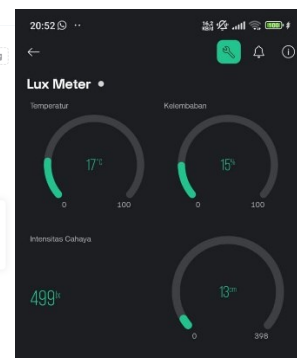 20:52
Lux Meter
Temperatur
Kelembaban
17°C
15%
0 100
0 100
Intensitas Cahaya
499lx
13cm
0 398